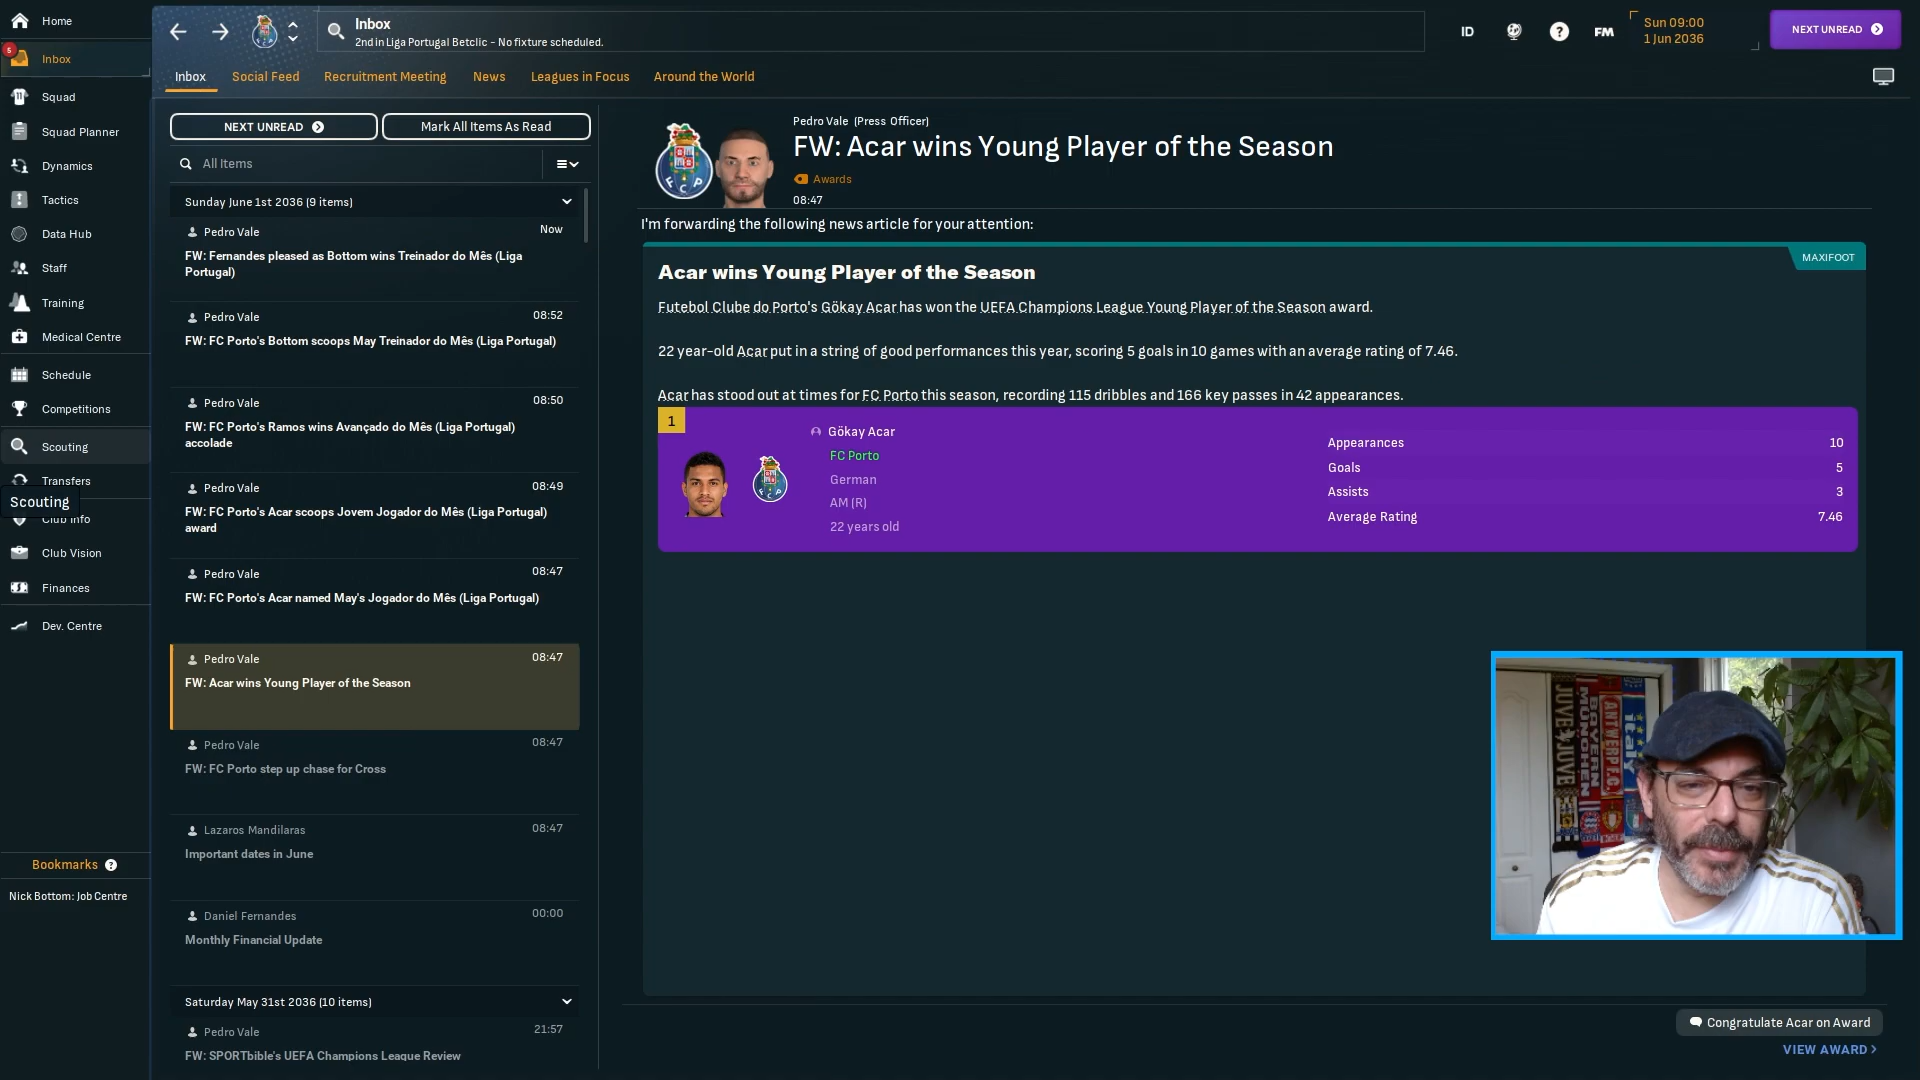 Home
5
Inbox
Squad
Squad Planner
Dynamics
Tactics
Data Hub
Staff
Training
Medical Centre
Schedule
Competitions
Scouting
Transfers
Scouting
Club Info
Club Vision
Finances
Dev. Centre
Bookmarks ?
Nick Bottom: Job Centre
Inbox
2nd in Liga Portugal Betclic - No fixture scheduled.
ID
?
FM
Sun 09:00
1 Jun 2036
NEXT UNREAD
Inbox Social Feed Recruitment Meeting News Leagues in Focus Around the World
NEXT UNREAD
Mark All Items As Read
All Items
Sunday June 1st 2036 (9 items)
Pedro Vale Now
FW: Fernandes pleased as Bottom wins Treinador do Mês (Liga
Portugal)
Pedro Vale 08:52
FW: FC Porto's Bottom scoops May Treinador do Mês (Liga Portugal)
Pedro Vale 08:50
FW: FC Porto's Ramos wins Avançado do Mês (Liga Portugal)
accolade
Pedro Vale 08:49
FW: FC Porto's Acar scoops Jovem Jogador do Mês (Liga Portugal)
award
Pedro Vale 08:47
FW: FC Porto's Acar named May's Jogador do Mês (Liga Portugal)
Pedro Vale 08:47
FW: Acar wins Young Player of the Season
Pedro Vale 08:47
FW: FC Porto step up chase for Cross
Lazaros Mandilaras 08:47
Important dates in June
Daniel Fernandes 00:00
Monthly Financial Update
Saturday May 31st 2036 (10 items)
Pedro Vale 21:57
FW: SPORTbible's UEFA Champions League Review
Pedro Vale (Press Officer)
FW: Acar wins Young Player of the Season
Awards
08:47
I'm forwarding the following news article for your attention:
MAXIFOOT
Acar wins Young Player of the Season
Futebol Clube do Porto's Gökay Acar has won the UEFA Champions League Young Player of the Season award.
22 year-old Acar put in a string of good performances this year, scoring 5 goals in 10 games with an average rating of 7.46.
Acar has stood out at times for FC Porto this season, recording 115 dribbles and 166 key passes in 42 appearances.
1
Gökay Acar
FC Porto
German
AM (R)
22 years old
Appearances 10
Goals 5
Assists 3
Average Rating 7.46
JUVE JUVE
BAYERN
MÜNCHEN
ANTWERP F.C.
italy
Congratulate Acar on Award
VIEW AWARD >